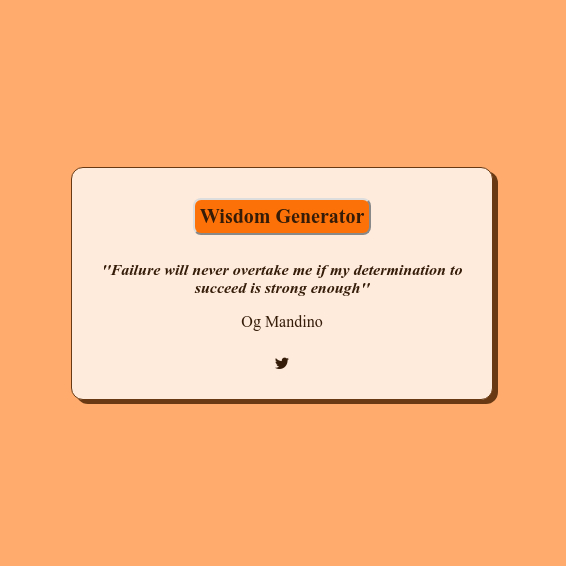 Wisdom Generator
"Failure will never overtake me if my determination to
succeed is strong enough"
Og Mandino